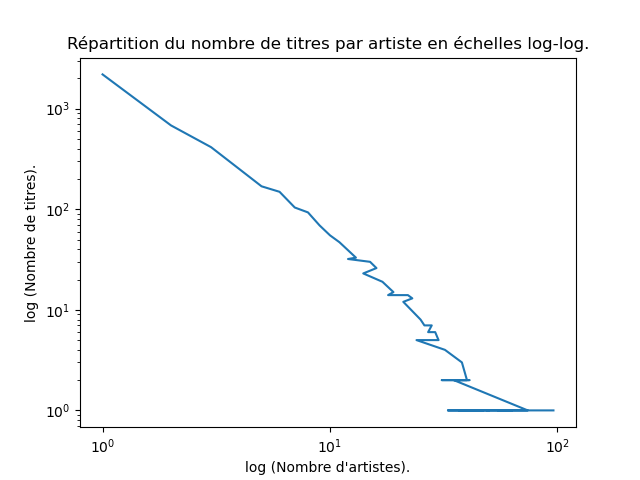 Répartition du nombre de titres par artiste en échelles log-log.
10³
10²
10¹
10⁰
log (Nombre de titres).
10⁰ 10¹ 10²
log (Nombre d'artistes).